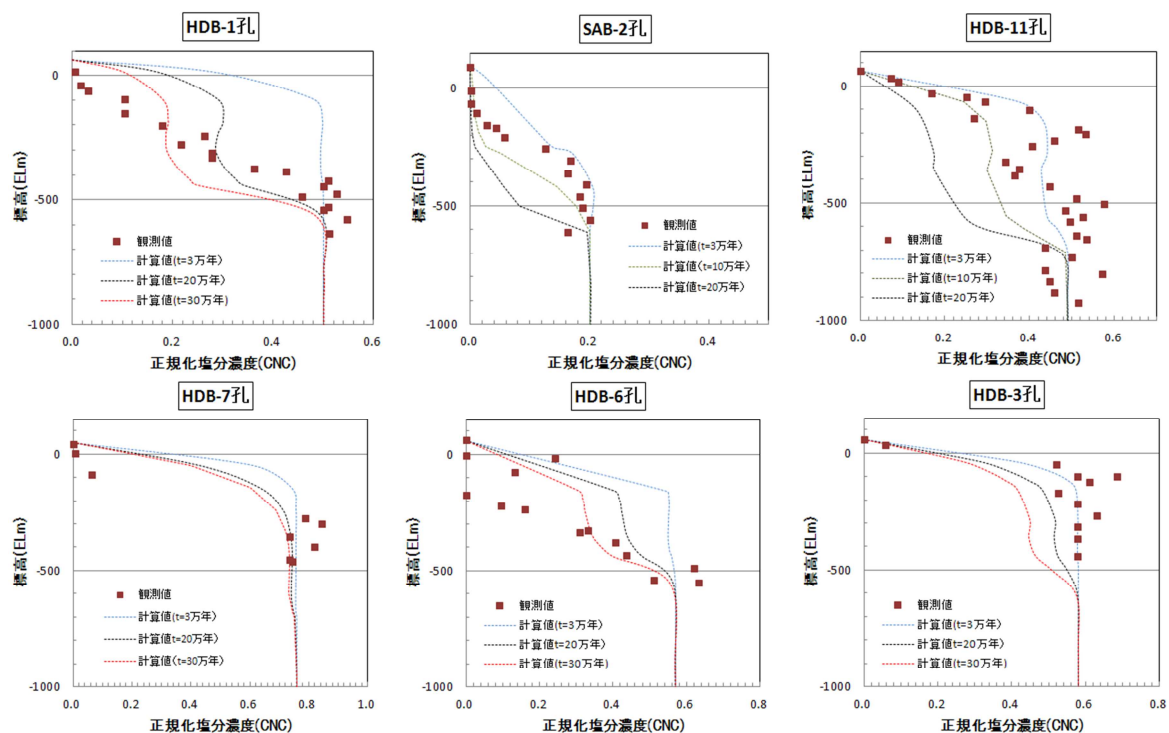 HDB-1孔
標高(ELm)
0
-500
-1000
観測値
計算値(t=3万年)
計算値(t=20万年)
計算値(t=30万年)
0.0 0.2 0.4 0.6
正規化塩分濃度(CNC)
SAB-2孔
標高(ELm)
0
-500
-1000
観測値
計算値(t=3万年)
計算値(t=10万年)
計算値(t=20万年)
0.0 0.2 0.4
正規化塩分濃度(CNC)
HDB-11孔
標高(ELm)
0
-500
-1000
観測値
計算値(t=3万年)
計算値(t=10万年)
計算値(t=20万年)
0.0 0.2 0.4 0.6
正規化塩分濃度(CNC)
HDB-7孔
標高(ELm)
0
-500
-1000
観測値
計算値(t=3万年)
計算値(t=20万年)
計算値(t=30万年)
0.0 0.2 0.4 0.6 0.8 1.0
正規化塩分濃度(CNC)
HDB-6孔
標高(ELm)
0
-500
-1000
観測値
計算値(t=3万年)
計算値(t=20万年)
計算値(t=30万年)
0.0 0.2 0.4 0.6 0.8
正規化塩分濃度(CNC)
HDB-3孔
標高(ELm)
0
-500
-1000
観測値
計算値(t=3万年)
計算値(t=20万年)
計算値(t=30万年)
0.0 0.2 0.4 0.6 0.8
正規化塩分濃度(CNC)